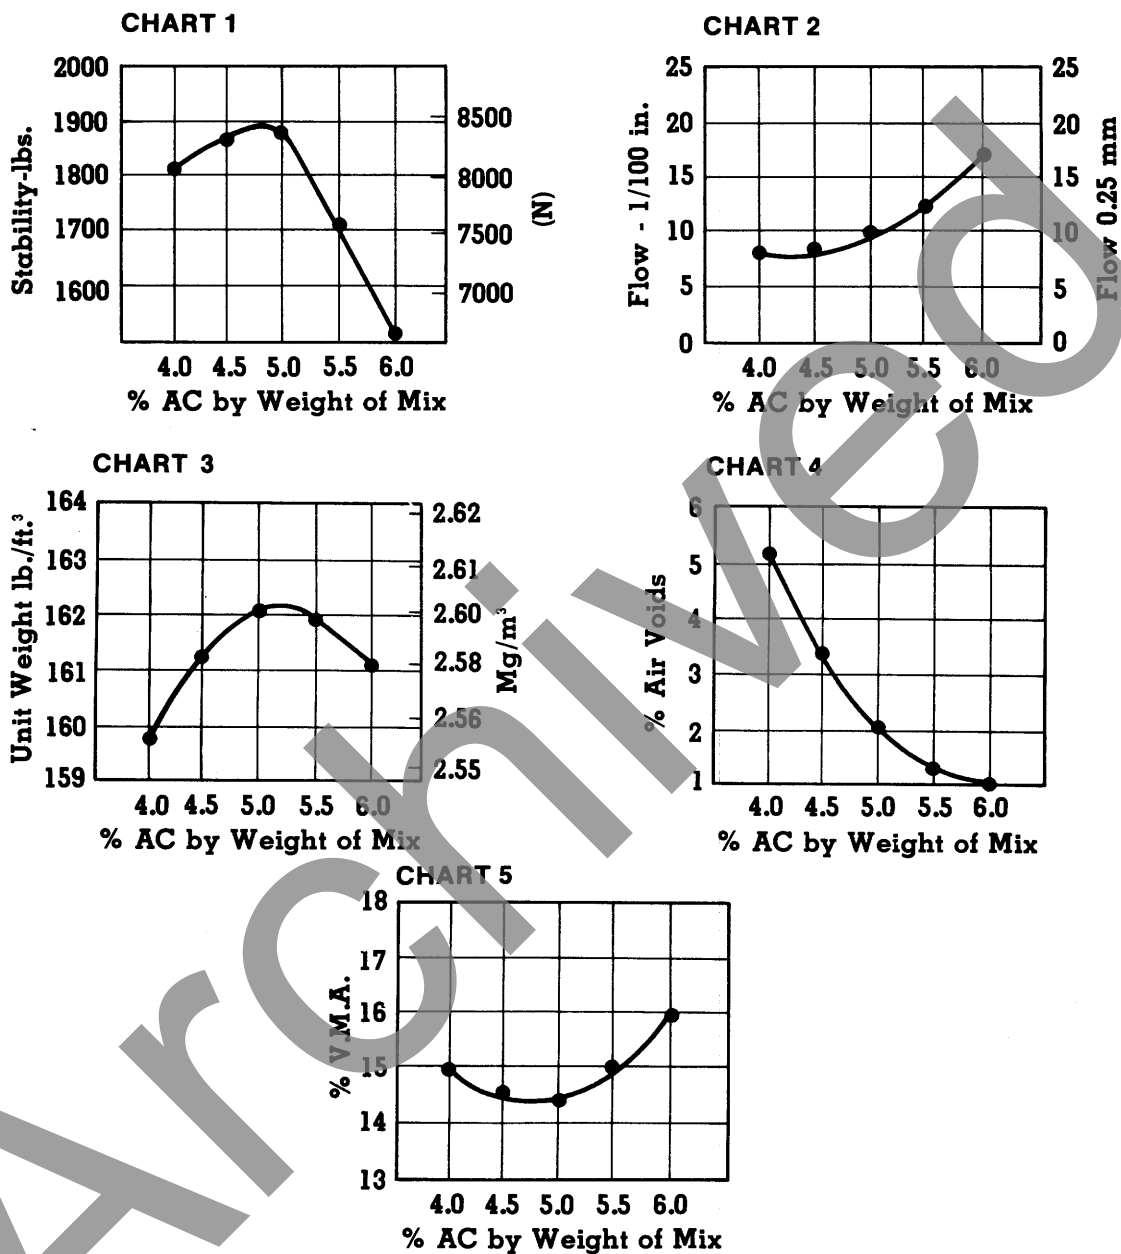 CHART 1
2000
1900
1800
1700
1600
Stability-lbs.
8500
8000
7500
7000
(N)
4.0 4.5 5.0 5.5 6.0
% AC by Weight of Mix
CHART 2
25
20
15
10
5
0
Flow - 1/100 in.
25
20
15
10
5
0
Flow 0.25 mm
4.0 4.5 5.0 5.5 6.0
% AC by Weight of Mix
CHART 3
164
163
162
161
160
159
Unit Weight lb./ft.³
2.62
2.61
2.60
2.58
2.56
2.55
Mg/m³
4.0 4.5 5.0 5.5 6.0
% AC by Weight of Mix
CHART 4
6
5
4
3
2
1
% Air Voids
4.0 4.5 5.0 5.5 6.0
% AC by Weight of Mix
CHART 5
18
17
16
15
14
13
% V.M.A.
4.0 4.5 5.0 5.5 6.0
% AC by Weight of Mix
Archived